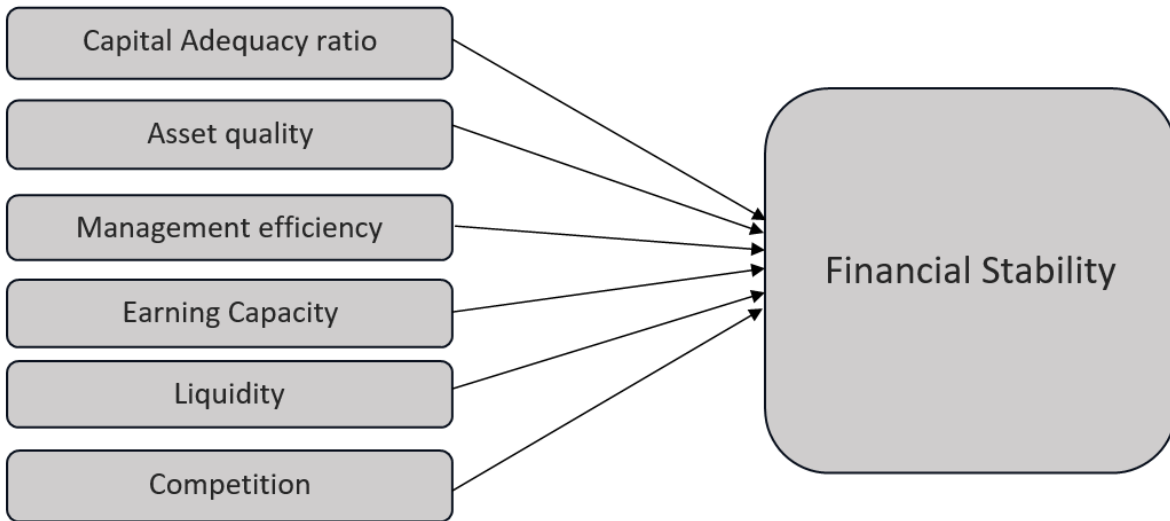 Capital Adequacy ratio
Asset quality
Management efficiency
Earning Capacity
Liquidity
Competition
Financial Stability